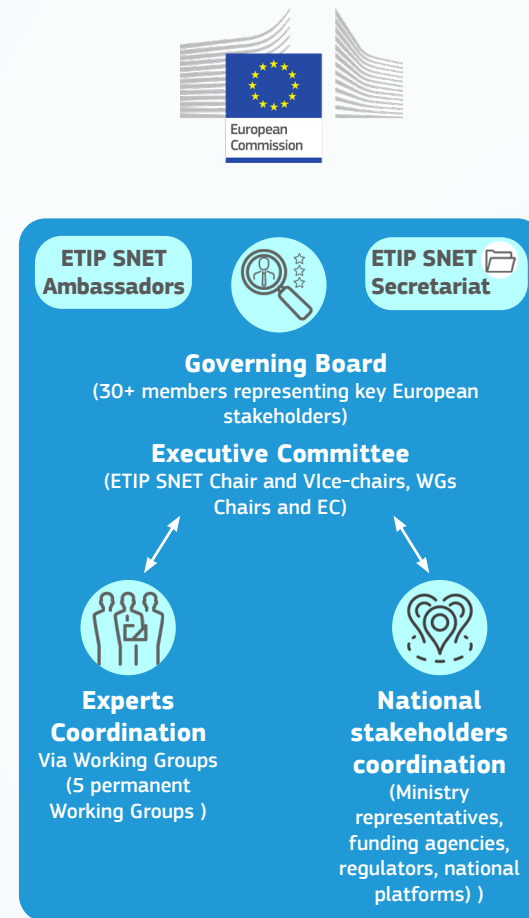 European
Commission
ETIP SNET
Ambassadors
ETIP SNET
Secretariat
Governing Board
(30+ members representing key European
stakeholders)
Executive Committee
(ETIP SNET Chair and VIce-chairs, WGs
Chairs and EC)
Experts
Coordination
Via Working Groups
(5 permanent
Working Groups )
National
stakeholders
coordination
(Ministry
representatives,
funding agencies,
regulators, national
platforms) )